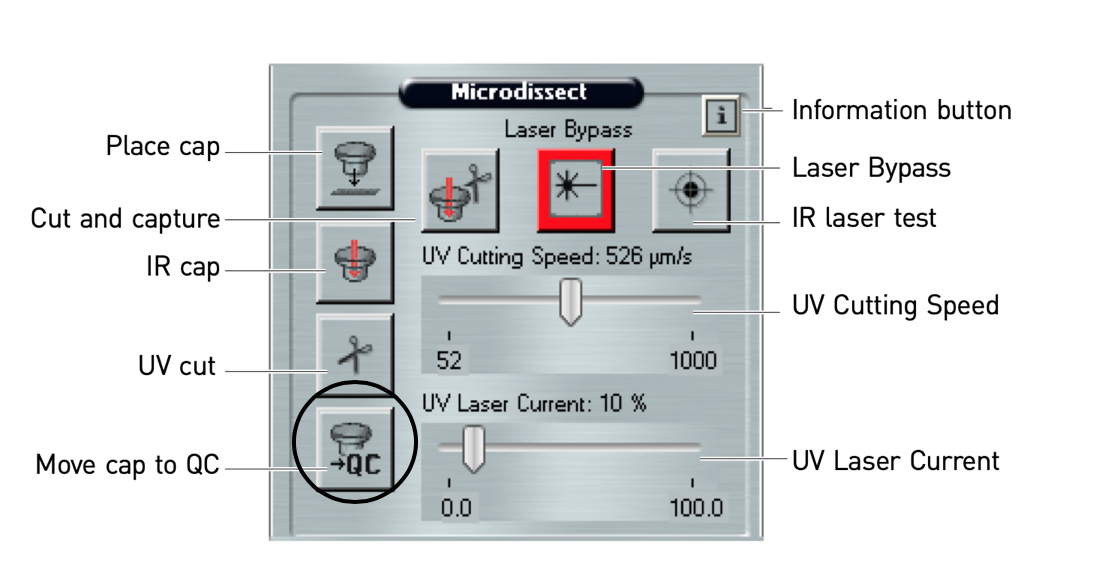 Microdissect
Information button
Laser Bypass
Place cap
Laser Bypass
Cut and capture
IR laser test
UV Cutting Speed: 526 µm/s
IR cap
UV Cutting Speed
52
1000
UV cut
UV Laser Current: 10 %
→QC
Move cap to QC
UV Laser Current
0.0
100.0
i